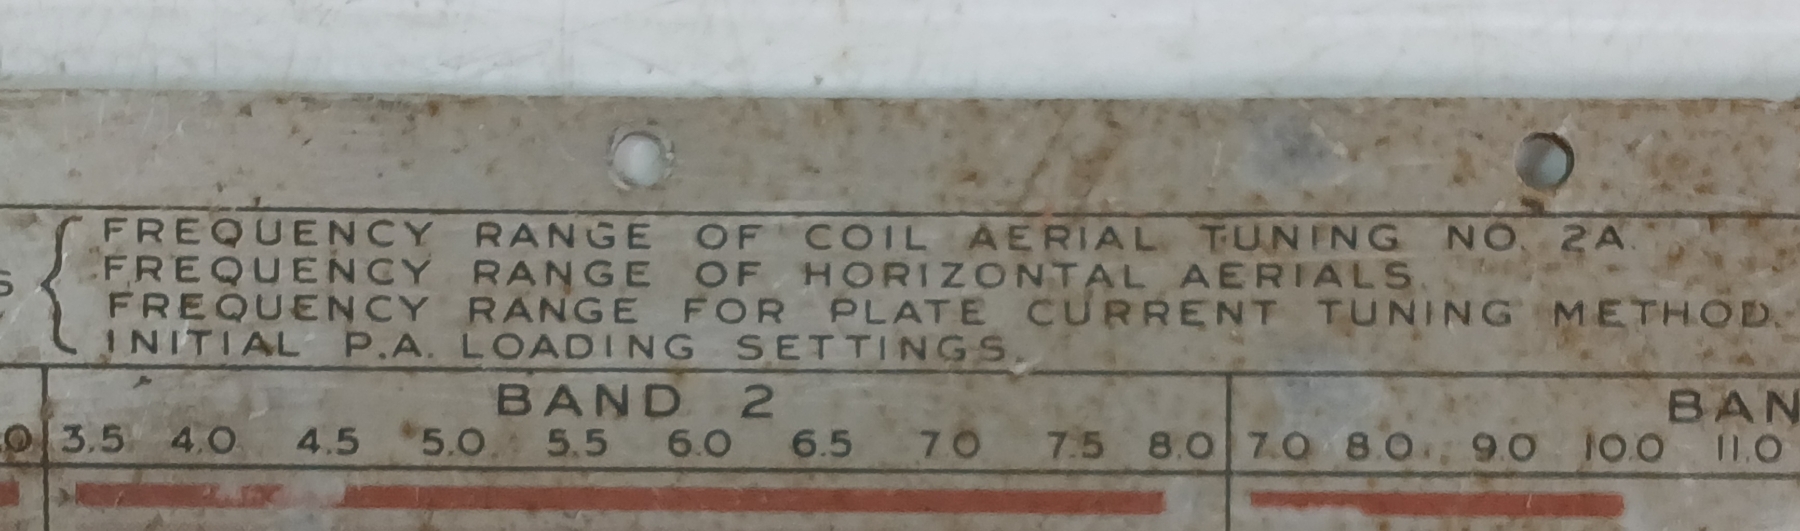 FREQUENCY RANGE OF COIL AERIAL TUNING NO. 2A.
FREQUENCY RANGE OF HORIZONTAL AERIALS.
FREQUENCY RANGE FOR PLATE CURRENT TUNING METHOD.
INITIAL P.A. LOADING SETTINGS.
BAND 2
3.5 4.0 4.5 5.0 5.5 6.0 6.5 7.0 7.5 8.0 7.0 8.0 9.0 10.0 11.0